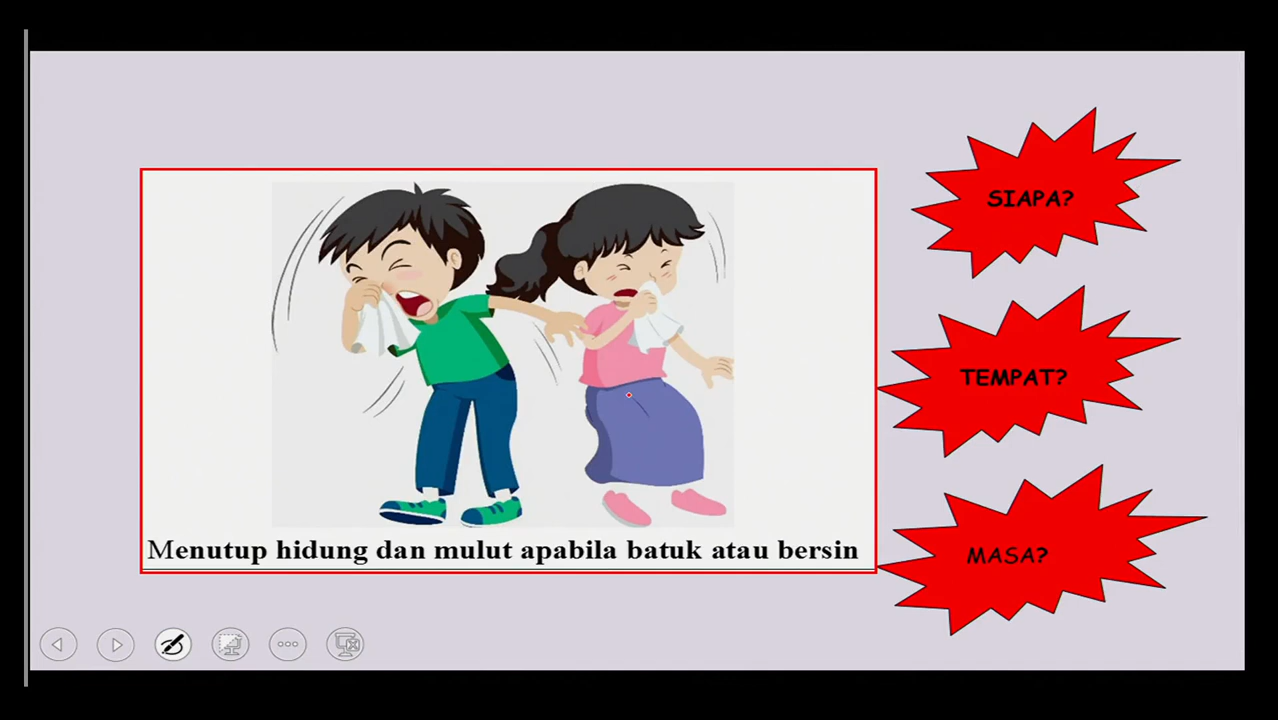 SIAPA?
TEMPAT?
MASA?
Menutup hidung dan mulut apabila batuk atau bersin